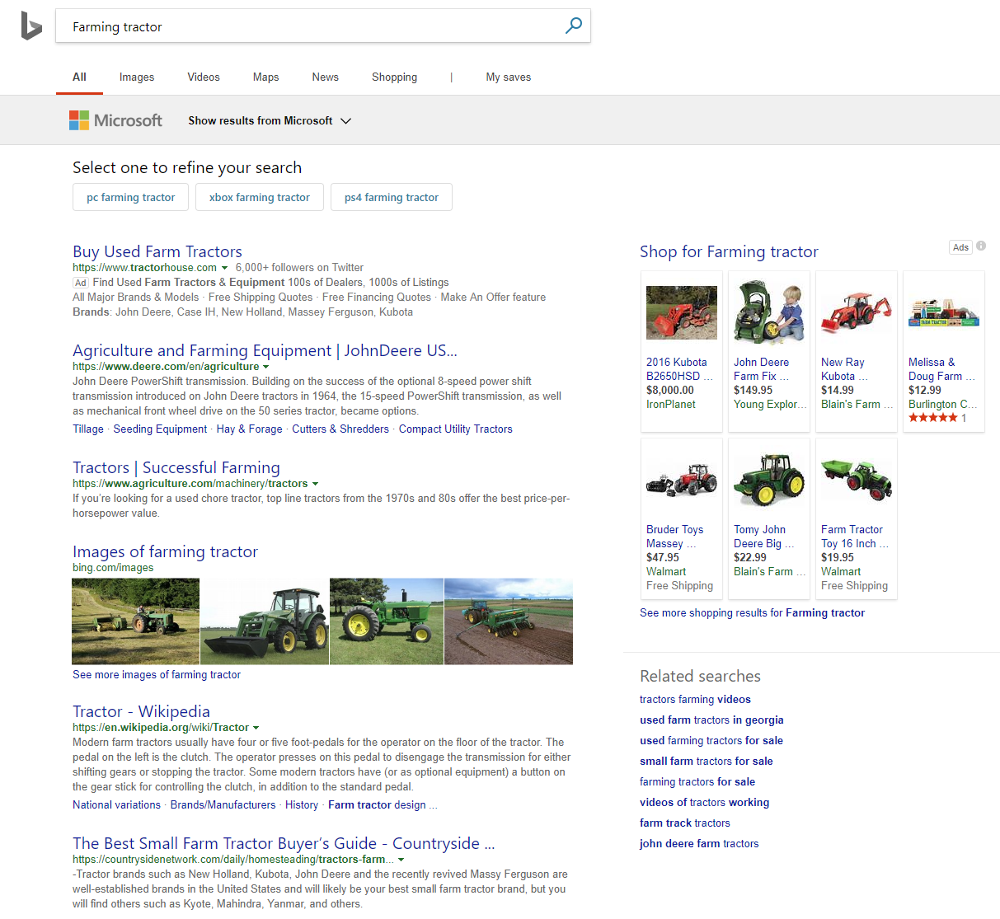 Farming tractor
All Images Videos Maps News Shopping | My saves
Microsoft Show results from Microsoft
Select one to refine your search
pc farming tractor xbox farming tractor ps4 farming tractor
Buy Used Farm Tractors
https://www.tractorhouse.com 6,000+ followers on Twitter
Ad Find Used Farm Tractors & Equipment 100s of Dealers, 1000s of Listings
All Major Brands & Models · Free Shipping Quotes · Free Financing Quotes · Make An Offer feature
Brands: John Deere, Case IH, New Holland, Massey Ferguson, Kubota
Agriculture and Farming Equipment | JohnDeere US...
https://www.deere.com/en/agriculture
John Deere PowerShift transmission. Building on the success of the optional 8-speed power shift
transmission introduced on John Deere tractors in 1964, the 15-speed PowerShift transmission, as well
as mechanical front wheel drive on the 50 series tractor, became options.
Tillage · Seeding Equipment · Hay & Forage · Cutters & Shredders · Compact Utility Tractors
Tractors | Successful Farming
https://www.agriculture.com/machinery/tractors
If you're looking for a used chore tractor, top line tractors from the 1970s and 80s offer the best price-per-
horsepower value.
Images of farming tractor
bing.com/images
See more images of farming tractor
Tractor - Wikipedia
https://en.wikipedia.org/wiki/Tractor
Modern farm tractors usually have four or five foot-pedals for the operator on the floor of the tractor. The
pedal on the left is the clutch. The operator presses on this pedal to disengage the transmission for either
shifting gears or stopping the tractor. Some modern tractors have (or as optional equipment) a button on
the gear stick for controlling the clutch, in addition to the standard pedal.
National variations · Brands/Manufacturers · History · Farm tractor design ...
The Best Small Farm Tractor Buyer's Guide - Countryside ...
https://countrysidenetwork.com/daily/homesteading/tractors-farm...
-Tractor brands such as New Holland, Kubota, John Deere and the recently revived Massy Ferguson are
well-established brands in the United States and will likely be your best small farm tractor brand, but you
will find others such as Kyote, Mahindra, Yanmar, and others.
Shop for Farming tractor
Ads
FARM TRACTOR
2016 Kubota
B2650HSD ...
$8,000.00
IronPlanet
John Deere
Farm Fix ...
$149.95
Young Explor...
New Ray
Kubota ...
$14.99
Blain's Farm ...
Melissa &
Doug Farm ...
$12.99
Burlington C...
1
Bruder Toys
Massey ...
$47.95
Walmart
Free Shipping
Tomy John
Deere Big ...
$22.99
Blain's Farm ...
Farm Tractor
Toy 16 Inch ...
$19.95
Walmart
Free Shipping
See more shopping results for Farming tractor
Related searches
tractors farming videos
used farm tractors in georgia
used farming tractors for sale
small farm tractors for sale
farming tractors for sale
videos of tractors working
farm track tractors
john deere farm tractors